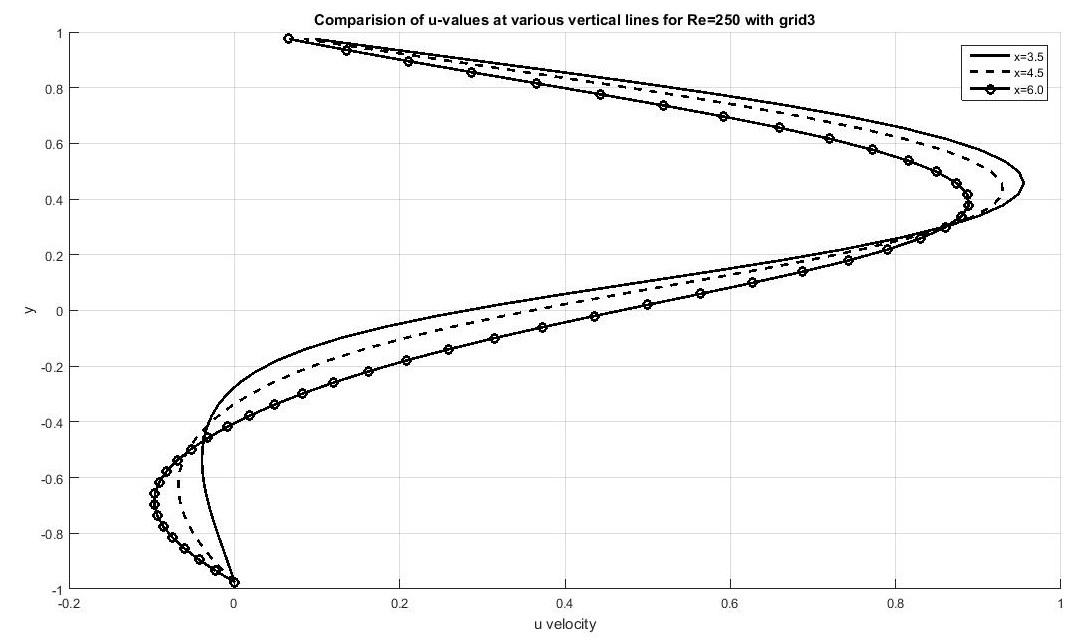 Comparision of u-values at various vertical lines for Re=250 with grid3
x=3.5
x=4.5
x=6.0
1
0.8
0.6
0.4
0.2
0
-0.2
-0.4
-0.6
-0.8
-1
y
-0.2 0 0.2 0.4 0.6 0.8 1
u velocity